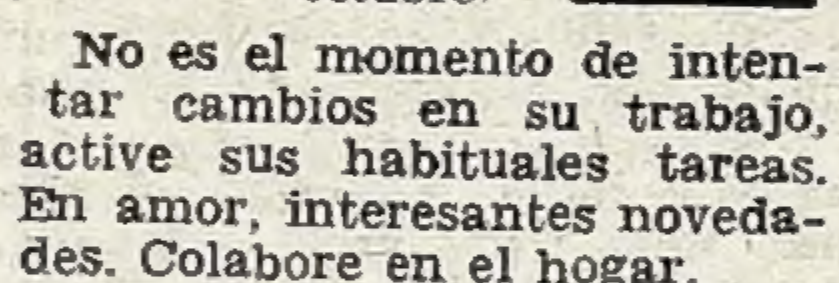 No es el momento de inten-
tar cambios en su trabajo,
active sus habituales tareas.
En amor, interesantes noveda-
des. Colabore en el hogar.